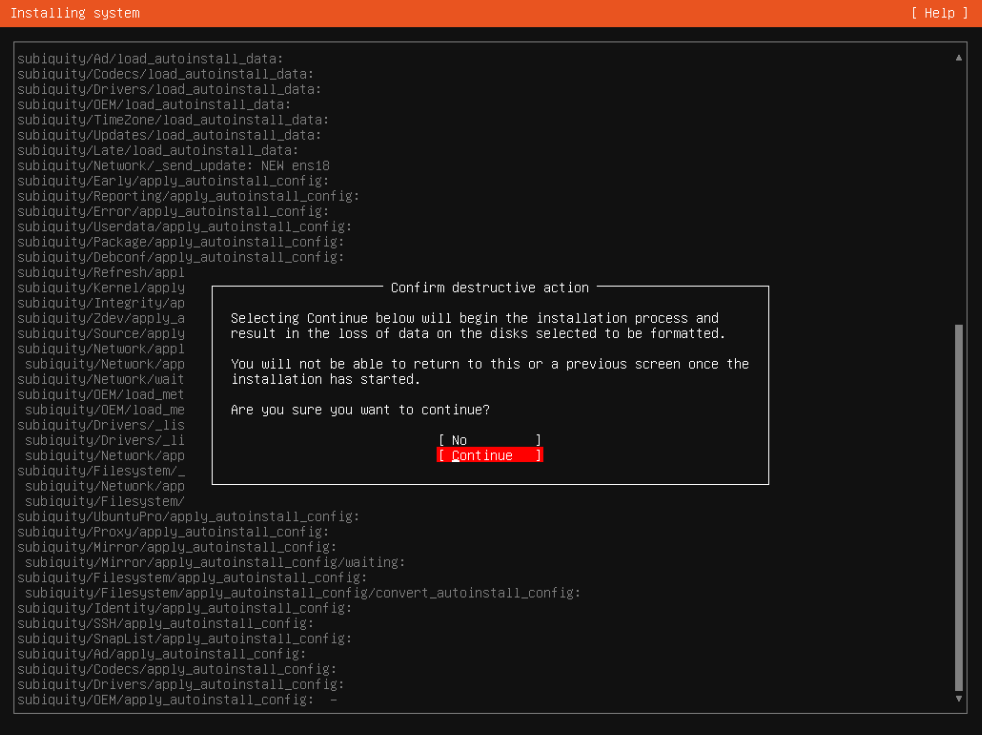 Installing system [ Help ]
subiquity/Ad/load_autoinstall_data:
subiquity/Codecs/load_autoinstall_data:
subiquity/Drivers/load_autoinstall_data:
subiquity/OEM/load_autoinstall_data:
subiquity/TimeZone/load_autoinstall_data:
subiquity/Updates/load_autoinstall_data:
subiquity/Late/load_autoinstall_data:
subiquity/Network/_send_update: NEW ens18
subiquity/Early/apply_autoinstall_config:
subiquity/Reporting/apply_autoinstall_config:
subiquity/Error/apply_autoinstall_config:
subiquity/Userdata/apply_autoinstall_config:
subiquity/Package/apply_autoinstall_config:
subiquity/Debconf/apply_autoinstall_config:
subiquity/Refresh/appl
subiquity/Kernel/apply
subiquity/Integrity/ap
subiquity/Zdev/apply_a
subiquity/Source/apply
subiquity/Network/appl
subiquity/Network/app
subiquity/Network/wait
subiquity/OEM/load_met
subiquity/OEM/load_me
subiquity/Drivers/_lis
subiquity/Drivers/_li
subiquity/Network/app
subiquity/Filesystem/_
subiquity/Network/app
subiquity/Filesystem/
Confirm destructive action
Selecting Continue below will begin the installation process and
result in the loss of data on the disks selected to be formatted.
You will not be able to return to this or a previous screen once the
installation has started.
Are you sure you want to continue?
[ No ]
[ Continue ]
subiquity/UbuntuPro/apply_autoinstall_config:
subiquity/Proxy/apply_autoinstall_config:
subiquity/Mirror/apply_autoinstall_config:
subiquity/Mirror/apply_autoinstall_config/waiting:
subiquity/Filesystem/apply_autoinstall_config:
subiquity/Filesystem/apply_autoinstall_config/convert_autoinstall_config:
subiquity/Identity/apply_autoinstall_config:
subiquity/SSH/apply_autoinstall_config:
subiquity/SnapList/apply_autoinstall_config:
subiquity/Ad/apply_autoinstall_config:
subiquity/Codecs/apply_autoinstall_config:
subiquity/Drivers/apply_autoinstall_config:
subiquity/OEM/apply_autoinstall_config: -